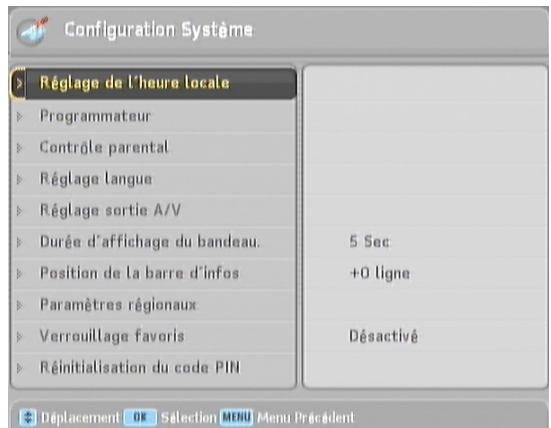 Configuration Système
Réglage de l'heure locale
Programmateur
Contrôle parental
Réglage langue
Réglage sortie A/V
Durée d'affichage du bandeau. 5 Sec
Position de la barre d'infos +0 ligne
Paramètres régionaux
Verrouillage favoris Désactivé
Réinitialisation du code PIN
Déplacement OK Sélection MENU Menu Précédent